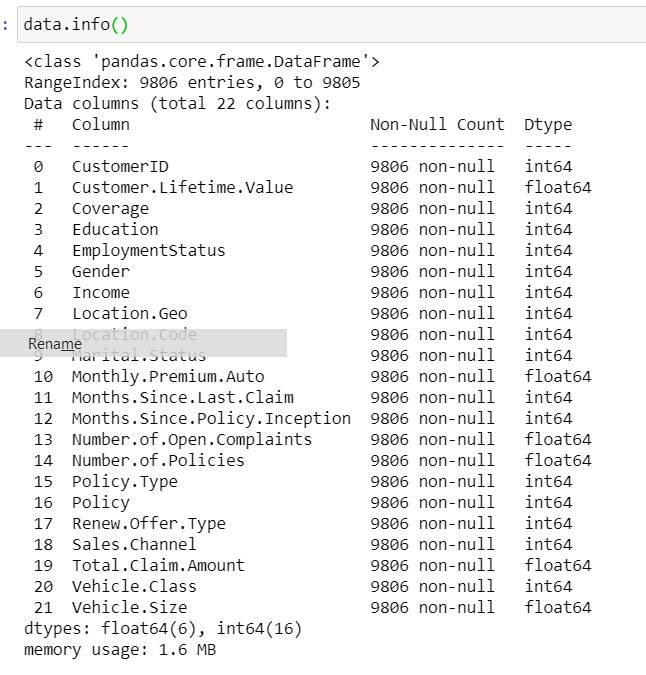 : data.info()
<class 'pandas.core.frame.DataFrame'>
RangeIndex: 9806 entries, 0 to 9805
Data columns (total 22 columns):
#   Column   Non-Null Count   Dtype
---   ------   --------------   -----
0   CustomerID   9806 non-null   int64
1   Customer.Lifetime.Value   9806 non-null   float64
2   Coverage   9806 non-null   int64
3   Education   9806 non-null   int64
4   EmploymentStatus   9806 non-null   int64
5   Gender   9806 non-null   int64
6   Income   9806 non-null   int64
7   Location.Geo   9806 non-null   int64
8   Location.Code   9806 non-null   int64
Rename
9   Marital.Status   9806 non-null   int64
10   Monthly.Premium.Auto   9806 non-null   float64
11   Months.Since.Last.Claim   9806 non-null   int64
12   Months.Since.Policy.Inception   9806 non-null   int64
13   Number.of.Open.Complaints   9806 non-null   float64
14   Number.of.Policies   9806 non-null   float64
15   Policy.Type   9806 non-null   int64
16   Policy   9806 non-null   int64
17   Renew.Offer.Type   9806 non-null   int64
18   Sales.Channel   9806 non-null   int64
19   Total.Claim.Amount   9806 non-null   float64
20   Vehicle.Class   9806 non-null   int64
21   Vehicle.Size   9806 non-null   float64
dtypes: float64(6), int64(16)
memory usage: 1.6 MB